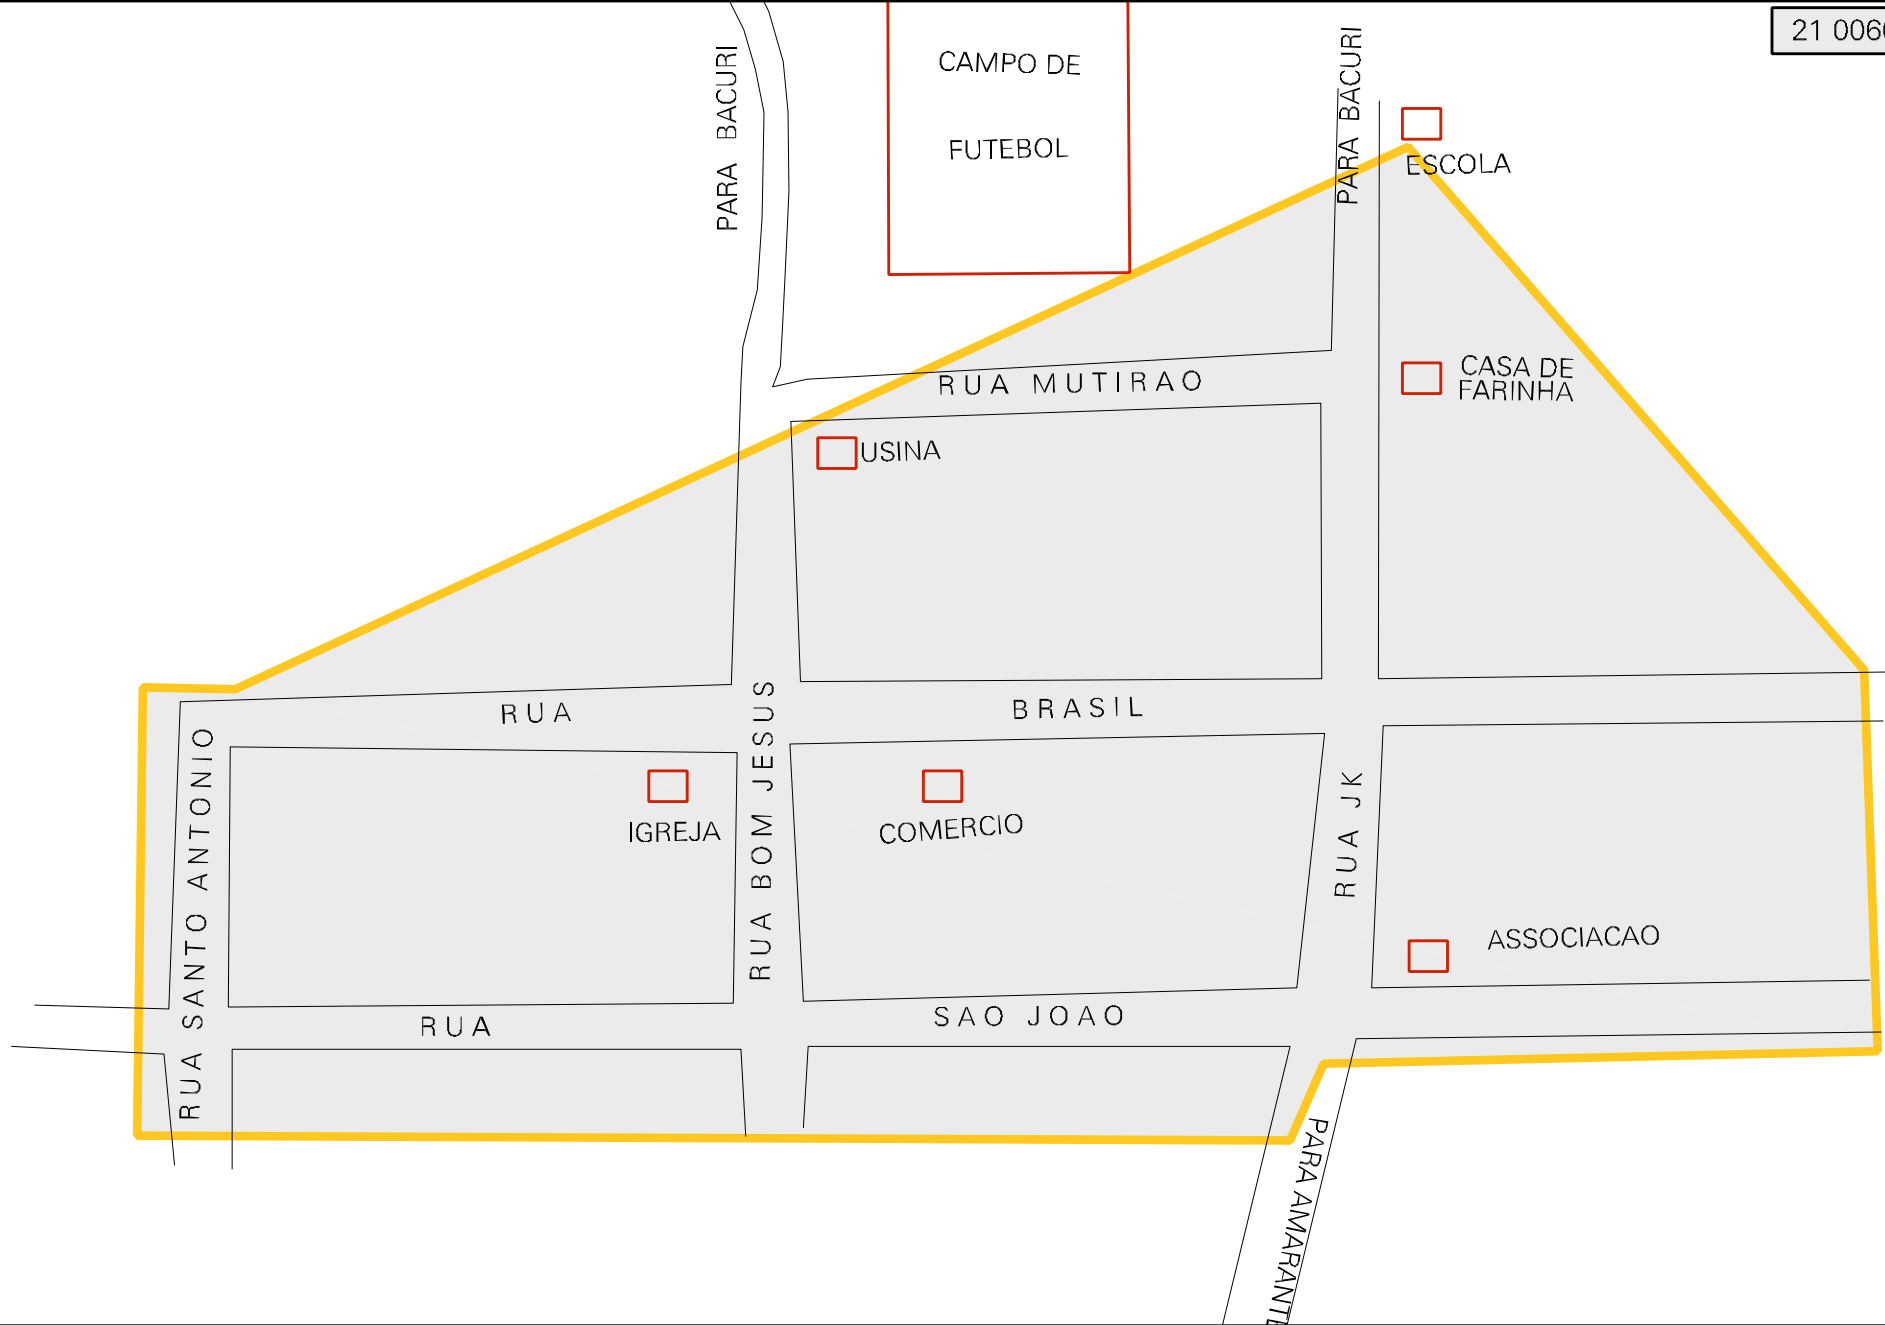 21 006
CAMPO DE
FUTEBOL
PARA BACURI
PARA BACURI
ESCOLA
CASA DE
FARINHA
RUA MUTIRAO
USINA
RUA BRASIL
RUA SANTO ANTONIO
RUA BOM JESUS
RUA JK
IGREJA
COMERCIO
ASSOCIACAO
RUA SAO JOAO
PARA AMARANTE